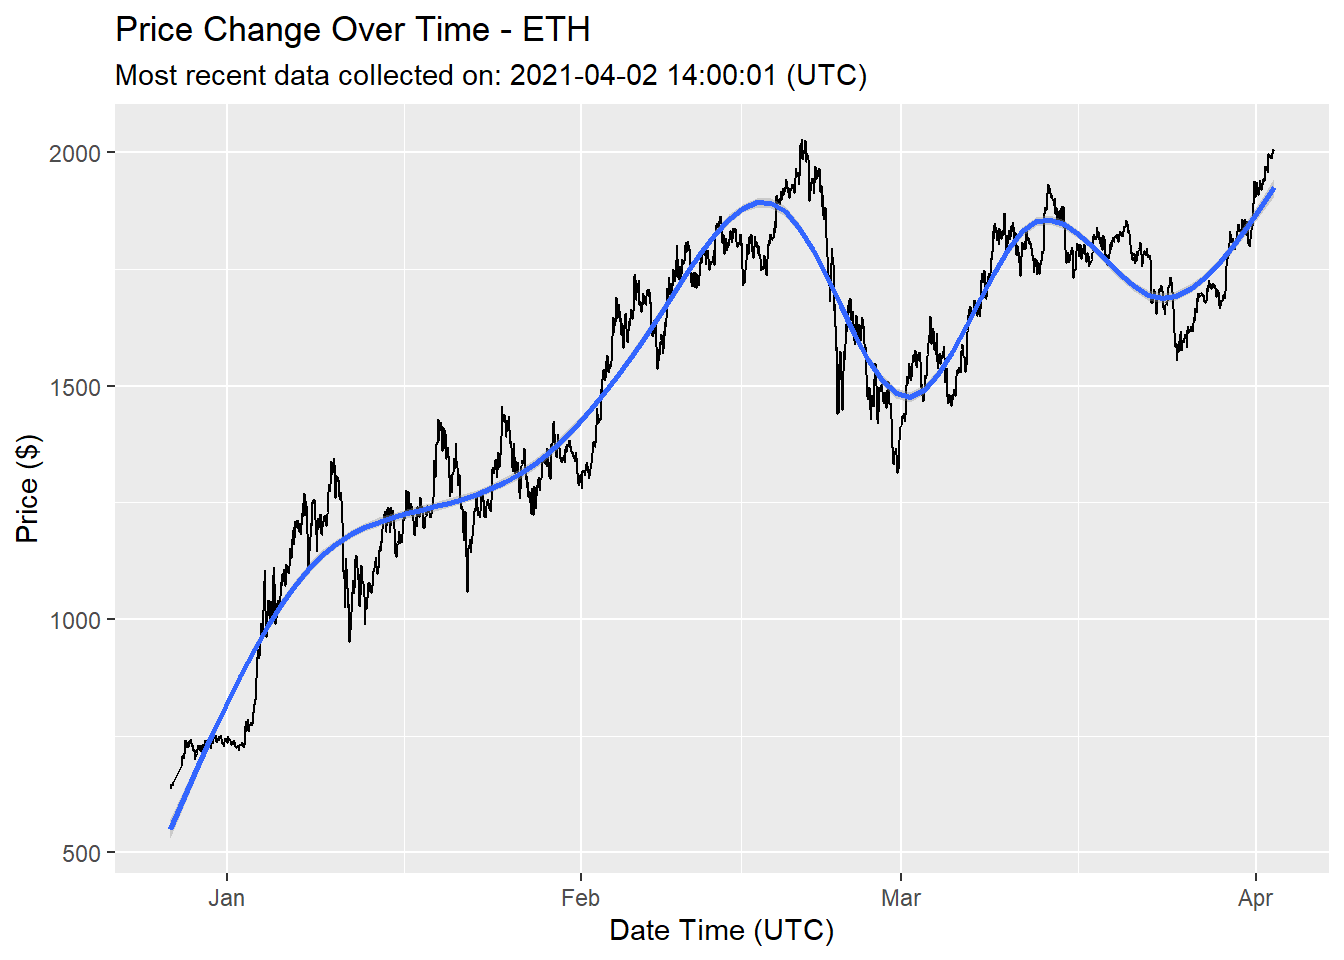 Price Change Over Time - ETH
Most recent data collected on: 2021-04-02 14:00:01 (UTC)
Price ($)
2000
1500
1000
500
Jan Feb Mar Apr
Date Time (UTC)